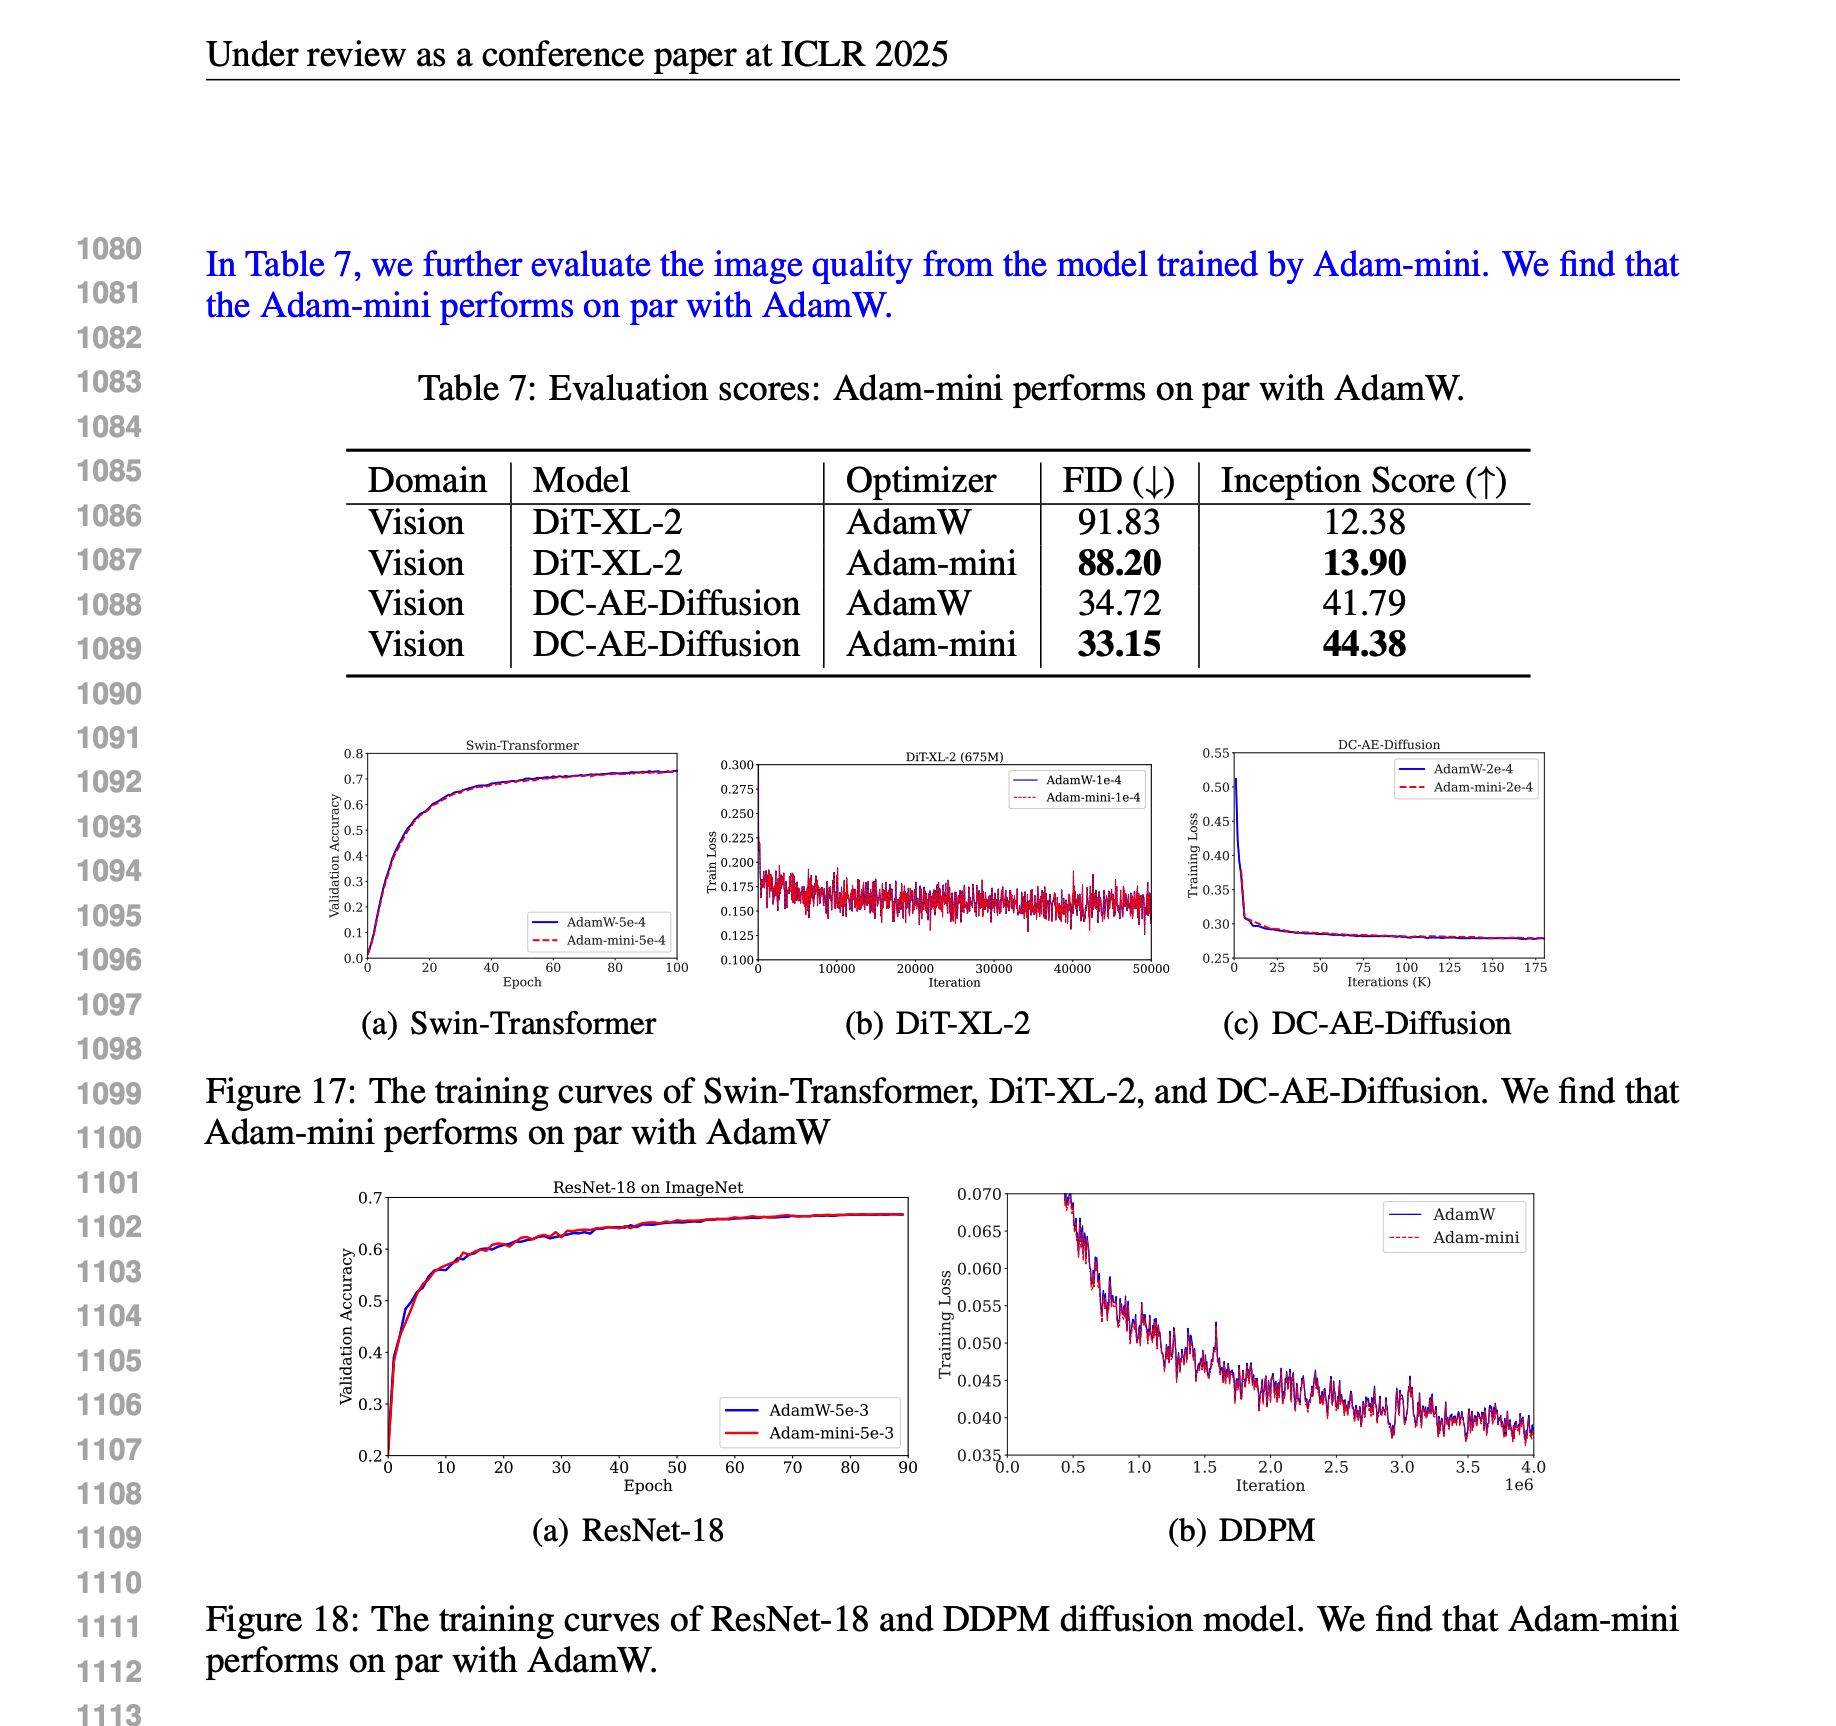 Under review as a conference paper at ICLR 2025
1080
1081
1082
1083
1084
1085
1086
1087
1088
1089
1090
1091
1092
1093
1094
1095
1096
1097
1098
1099
1100
1101
1102
1103
1104
1105
1106
1107
1108
1109
1110
1111
1112
1113
In Table 7, we further evaluate the image quality from the model trained by Adam-mini. We find that
the Adam-mini performs on par with AdamW.
Table 7: Evaluation scores: Adam-mini performs on par with AdamW.
Domain Model Optimizer FID (↓) Inception Score (↑)
Vision DiT-XL-2 AdamW 91.83 12.38
Vision DiT-XL-2 Adam-mini 88.20 13.90
Vision DC-AE-Diffusion AdamW 34.72 41.79
Vision DC-AE-Diffusion Adam-mini 33.15 44.38
Swin-Transformer
Validation Accuracy
0.8
0.7
0.6
0.5
0.4
0.3
0.2
0.1
0.0
AdamW-5e-4
Adam-mini-5e-4
0 20 40 60 80 100
Epoch
(a) Swin-Transformer
DiT-XL-2 (675M)
Train Loss
0.300
0.275
0.250
0.225
0.200
0.175
0.150
0.125
0.100
AdamW-1e-4
Adam-mini-1e-4
0 10000 20000 30000 40000 50000
Iteration
(b) DiT-XL-2
DC-AE-Diffusion
Training Loss
0.55
0.50
0.45
0.40
0.35
0.30
0.25
AdamW-2e-4
Adam-mini-2e-4
0 25 50 75 100 125 150 175
Iterations (K)
(c) DC-AE-Diffusion
Figure 17: The training curves of Swin-Transformer, DiT-XL-2, and DC-AE-Diffusion. We find that
Adam-mini performs on par with AdamW
ResNet-18 on ImageNet
Validation Accuracy
0.7
0.6
0.5
0.4
0.3
0.2
AdamW-5e-3
Adam-mini-5e-3
0 10 20 30 40 50 60 70 80 90
Epoch
(a) ResNet-18
Training Loss
0.070
0.065
0.060
0.055
0.050
0.045
0.040
0.035
AdamW
Adam-mini
0.0 0.5 1.0 1.5 2.0 2.5 3.0 3.5 4.0
Iteration 1e6
(b) DDPM
Figure 18: The training curves of ResNet-18 and DDPM diffusion model. We find that Adam-mini
performs on par with AdamW.